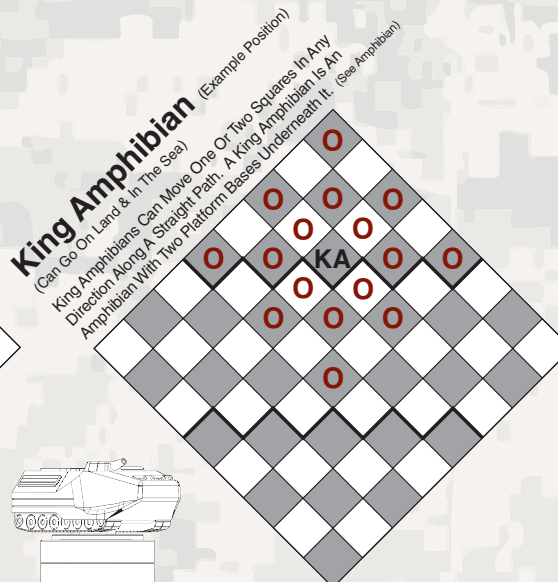 King Amphibian (Example Position)
(Can Go On Land & In The Sea)
King Amphibians Can Move One Or Two Squares In Any
Direction Along A Straight Path. A King Amphibian Is An
Amphibian With Two Platform Bases Underneath It. (See Amphibian)
O
O O O
O O
O O KA O O
O O
O O O
O